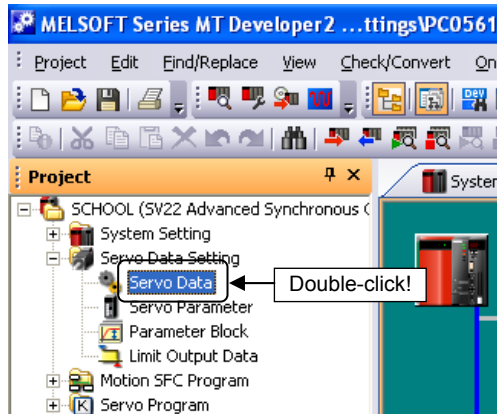 MELSOFT Series MT Developer2 ...ttings\PC0561
Project Edit Find/Replace View Check/Convert On
Project
System
SCHOOL (SV22 Advanced Synchronous (
System Setting
Servo Data Setting
Servo Data
Double-click!
Servo Parameter
Parameter Block
Limit Output Data
Motion SFC Program
Servo Program